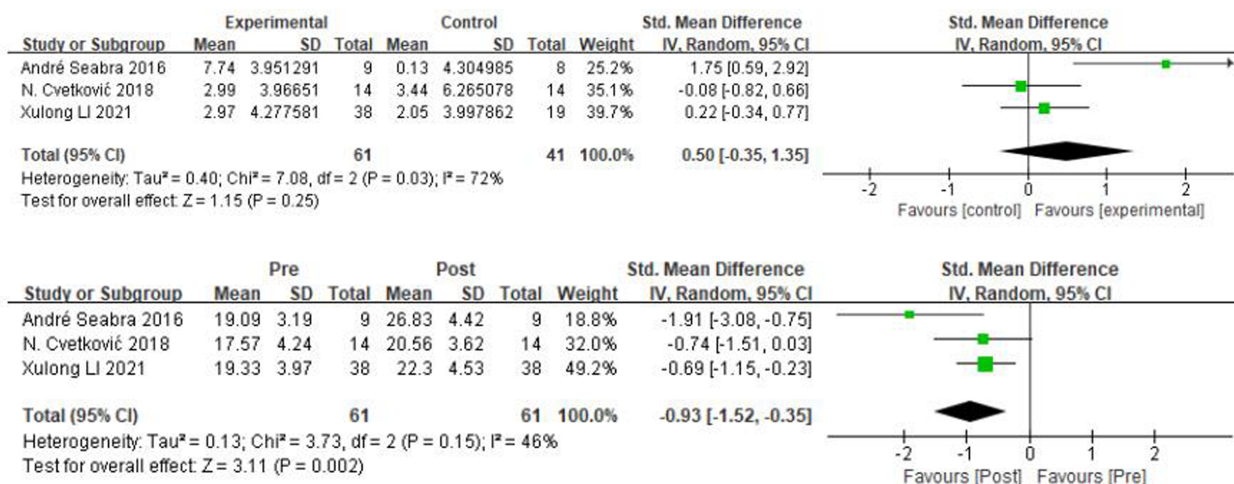 Experimental Control Std. Mean Difference Std. Mean Difference
Study or Subgroup Mean SD Total Mean SD Total Weight IV, Random, 95% CI IV, Random, 95% CI
André Seabra 2016 7.74 3.951291 9 0.13 4.304985 8 25.2% 1.75 [0.59, 2.92]
N. Cvetković 2018 2.99 3.96651 14 3.44 6.265078 14 35.1% -0.08 [-0.82, 0.66]
Xulong LI 2021 2.97 4.277581 38 2.05 3.997862 19 39.7% 0.22 [-0.34, 0.77]
Total (95% CI) 61 41 100.0% 0.50 [-0.35, 1.35]
Heterogeneity: Tau² = 0.40; Chi² = 7.08, df = 2 (P = 0.03); I² = 72%
Test for overall effect: Z = 1.15 (P = 0.25)
-2 -1 0 1 2
Favours [control] Favours [experimental]
Pre Post Std. Mean Difference Std. Mean Difference
Study or Subgroup Mean SD Total Mean SD Total Weight IV, Random, 95% CI IV, Random, 95% CI
André Seabra 2016 19.09 3.19 9 26.83 4.42 9 18.8% -1.91 [-3.08, -0.75]
N. Cvetković 2018 17.57 4.24 14 20.56 3.62 14 32.0% -0.74 [-1.51, 0.03]
Xulong LI 2021 19.33 3.97 38 22.3 4.53 38 49.2% -0.69 [-1.15, -0.23]
Total (95% CI) 61 61 100.0% -0.93 [-1.52, -0.35]
Heterogeneity: Tau² = 0.13; Chi² = 3.73, df = 2 (P = 0.15); I² = 46%
Test for overall effect: Z = 3.11 (P = 0.002)
-2 -1 0 1 2
Favours [Post] Favours [Pre]